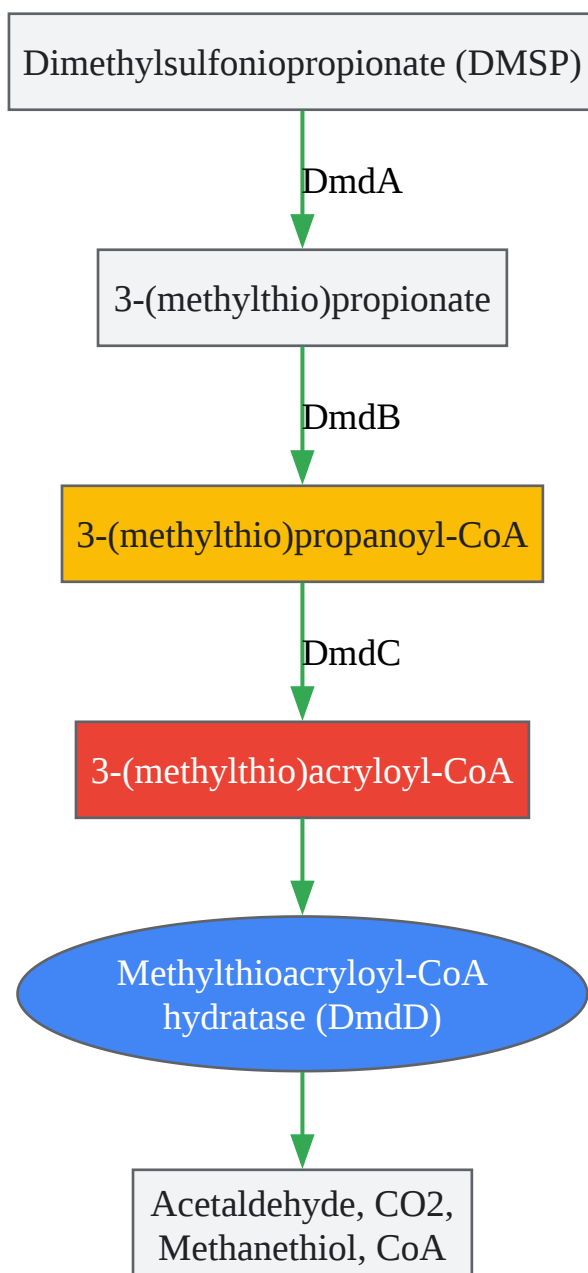 Dimethylsulfoniopropionate (DMSP)
DmdA
3-(methylthio)propionate
DmdB
3-(methylthio)propanoyl-CoA
DmdC
3-(methylthio)acryloyl-CoA
Methylthioacryloyl-CoA
hydratase (DmdD)
Acetaldehyde, CO2,
Methanethiol, CoA